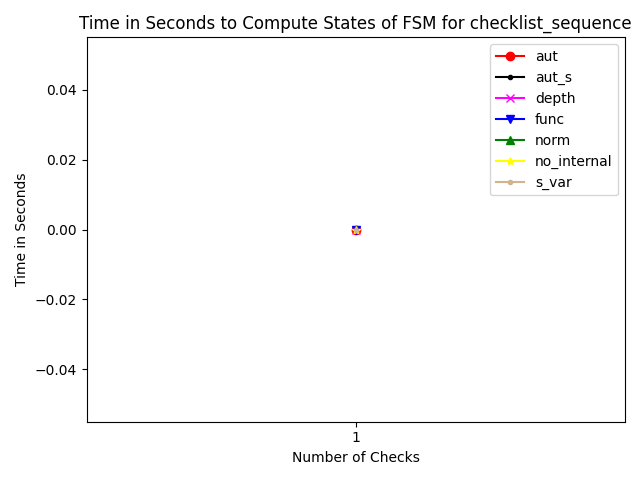 Time in Seconds to Compute States of FSM for checklist_sequence
aut
aut_s
depth
func
norm
no_internal
s_var
0.04
0.02
0.00
−0.02
−0.04
Time in Seconds
1
Number of Checks